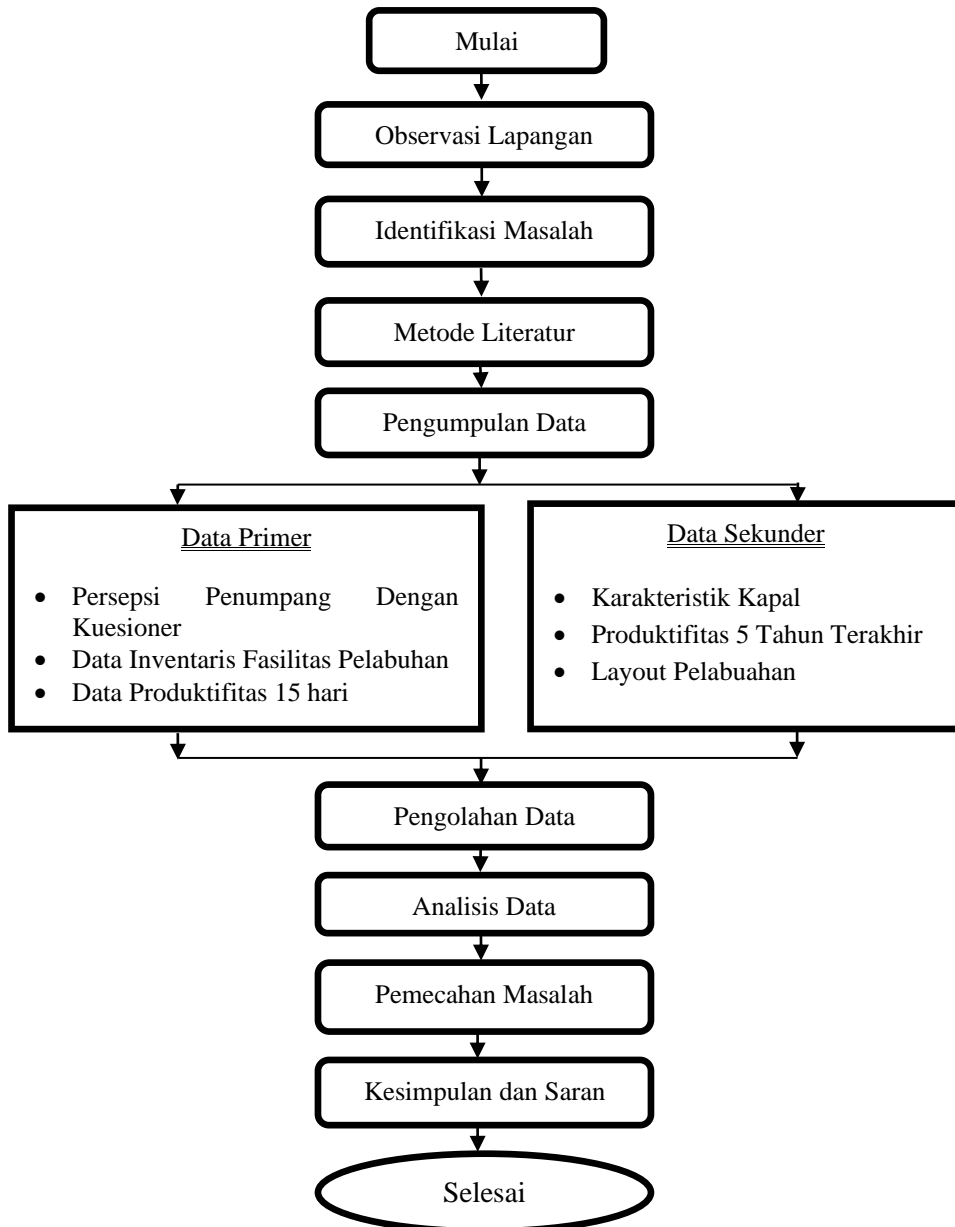 Mulai
Observasi Lapangan
Identifikasi Masalah
Metode Literatur
Pengumpulan Data
Data Primer
• Persepsi Penumpang Dengan
Kuesioner
• Data Inventaris Fasilitas Pelabuhan
• Data Produktifitas 15 hari
Data Sekunder
• Karakteristik Kapal
• Produktifitas 5 Tahun Terakhir
• Layout Pelabuahan
Pengolahan Data
Analisis Data
Pemecahan Masalah
Kesimpulan dan Saran
Selesai